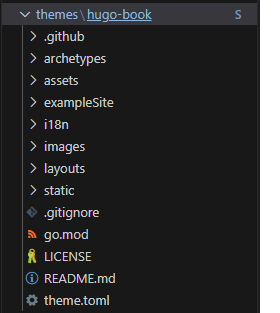 themes\hugo-book S
.github
archetypes
assets
exampleSite
i18n
images
layouts
static
.gitignore
go.mod
LICENSE
README.md
theme.toml